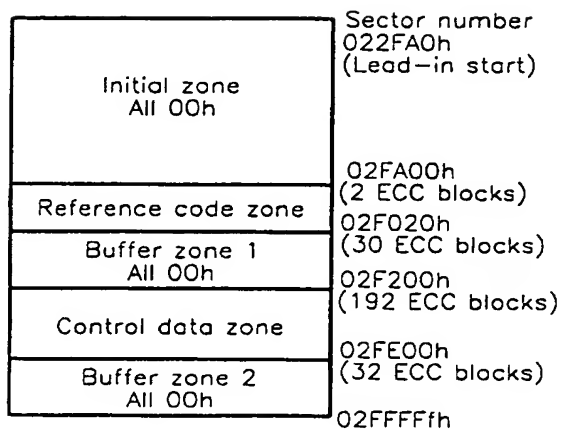 Sector number
022FA0h
(Lead-in start)
Initial zone
All 00h
02FA00h
(2 ECC blocks)
Reference code zone
02F020h
(30 ECC blocks)
Buffer zone 1
All 00h
02F200h
(192 ECC blocks)
Control data zone
02FE00h
(32 ECC blocks)
Buffer zone 2
All 00h
02FFFFfh